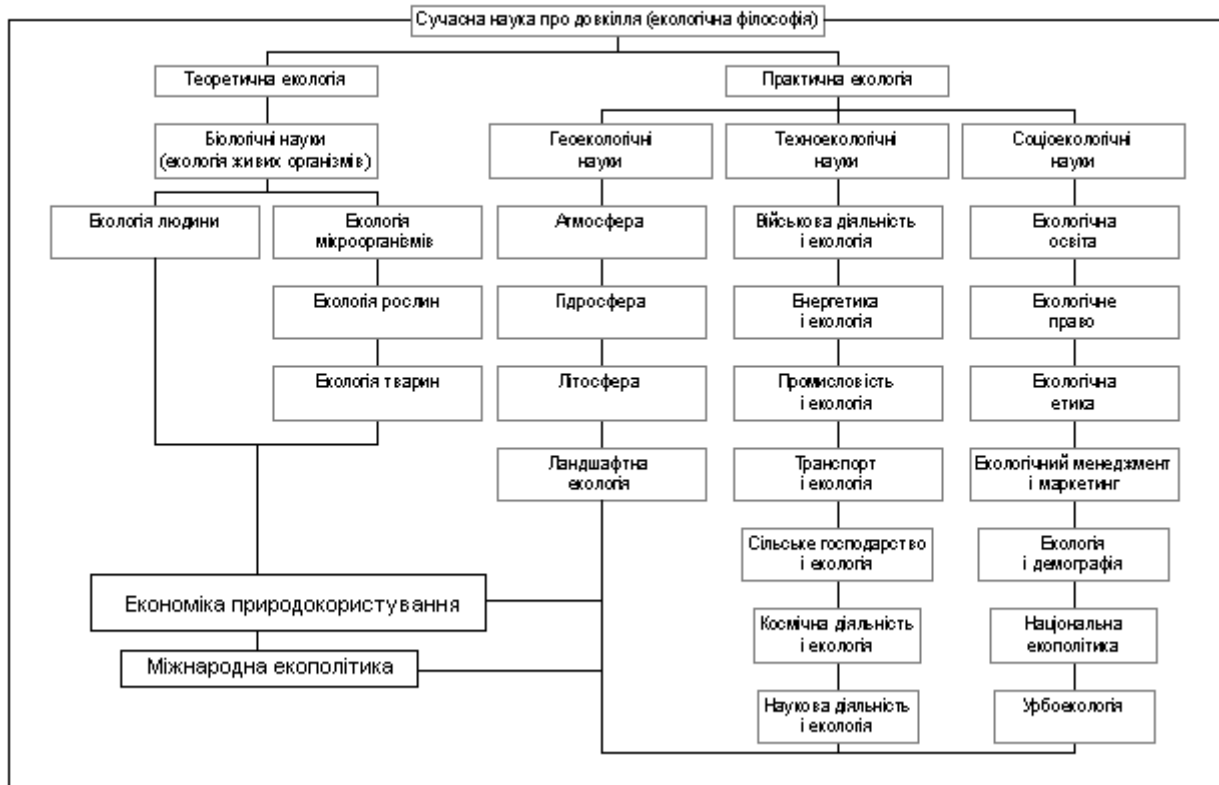 Сучасна наука про довкілля (екологічна філософія)
Теоретична екологія
Практична екологія
Біологічні науки
(екологія живих організмів)
Геоекологічні
науки
Техноекологічні
науки
Соціоекологічні
науки
Екологія людини
Екологія
мікроорганізмів
Атмосфера
Військова діяльність
і екологія
Екологічна
освіта
Екологія рослин
Гідросфера
Енергетика
і екологія
Екологічне
право
Екологія тварин
Літосфера
Промисловість
і екологія
Екологічна
етика
Ландшафтна
екологія
Транспорт
і екологія
Екологічний менеджмент
і маркетинг
Сільське господарство
і екологія
Екологія
і демографія
Економіка природокористування
Космічна діяльність
і екологія
Національна
екополітика
Міжнародна екополітика
Наукова діяльність
і екологія
Урбоекологія